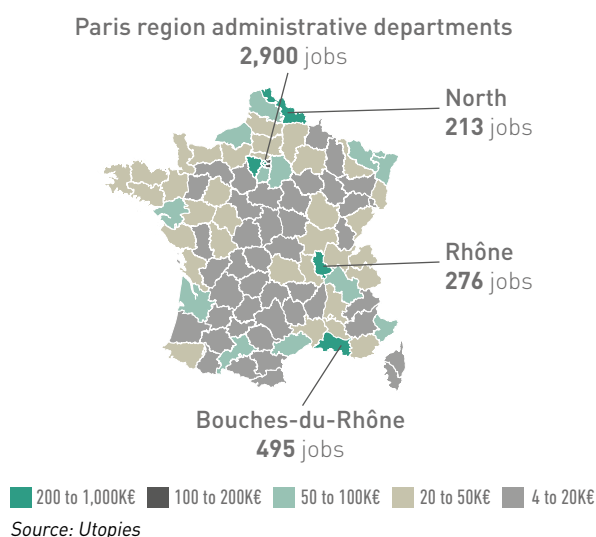 Paris region administrative departments
2,900 jobs
North
213 jobs
Rhône
276 jobs
Bouches-du-Rhône
495 jobs
200 to 1,000K€ 100 to 200K€ 50 to 100K€ 20 to 50K€ 4 to 20K€
Source: Utopies